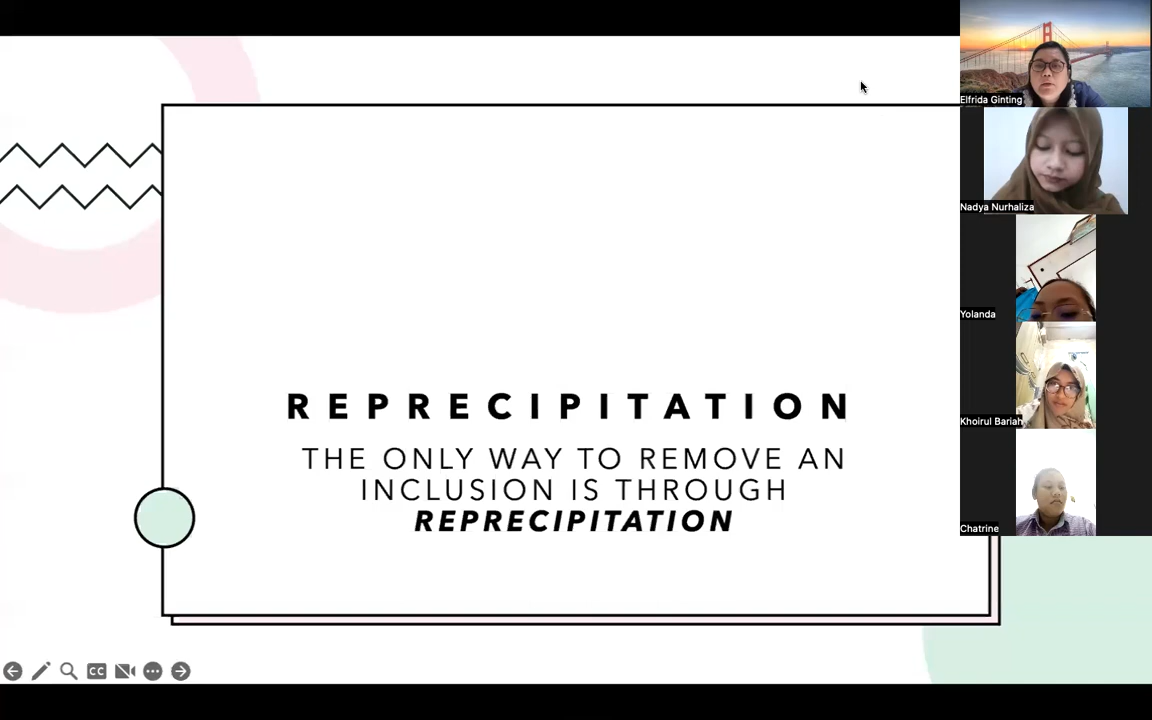 REPRECIPITATION
THE ONLY WAY TO REMOVE AN
INCLUSION IS THROUGH
REPRECIPITATION
Elfrida Ginting
Nadya Nurhaliza
Yolanda
Khoirul Bariah
Chatrine
CC